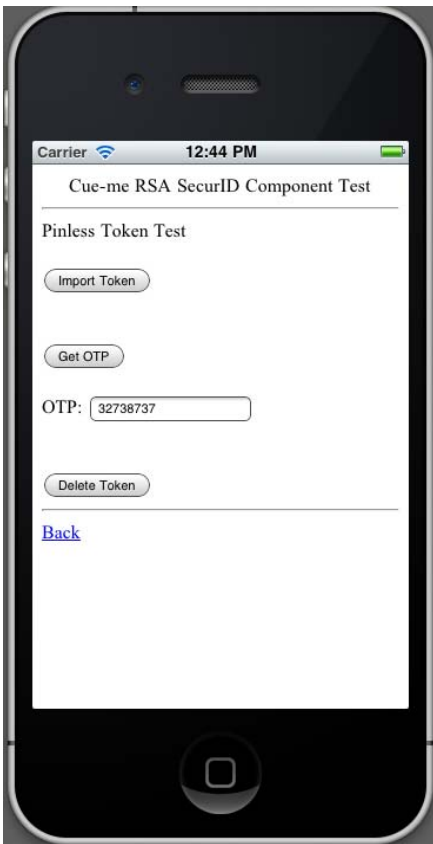 Carrier 12:44 PM
Cue-me RSA SecurID Component Test
Pinless Token Test
Import Token
Get OTP
OTP: 32738737
Delete Token
Back